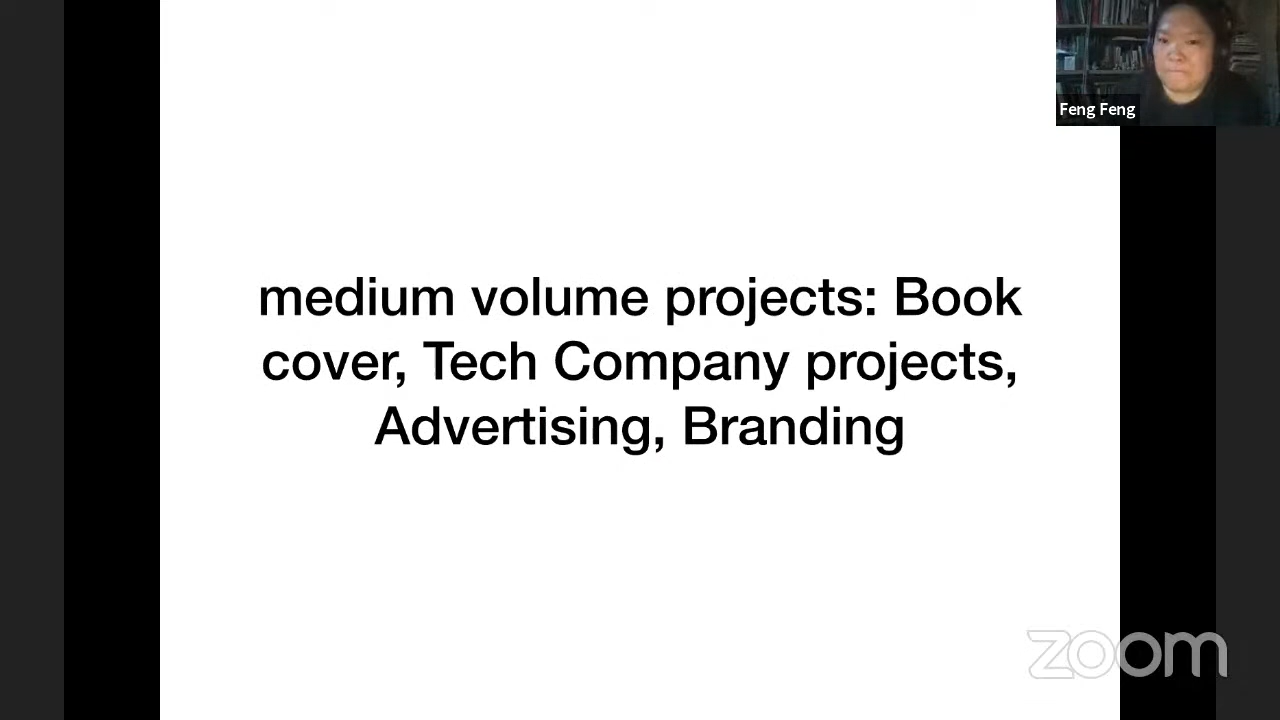 Feng Feng
medium volume projects: Book
cover, Tech Company projects,
Advertising, Branding
zoom